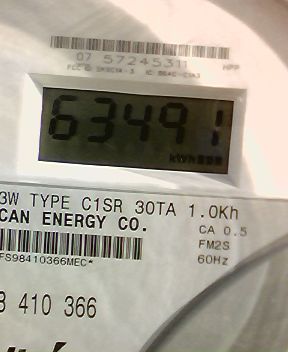 07 57245311
63491
kWh
3W TYPE C1SR 30TA 1.0Kh
CAN ENERGY CO.
CA 0.5
FM2S
*FS98410366MEC*
60Hz
8 410 366